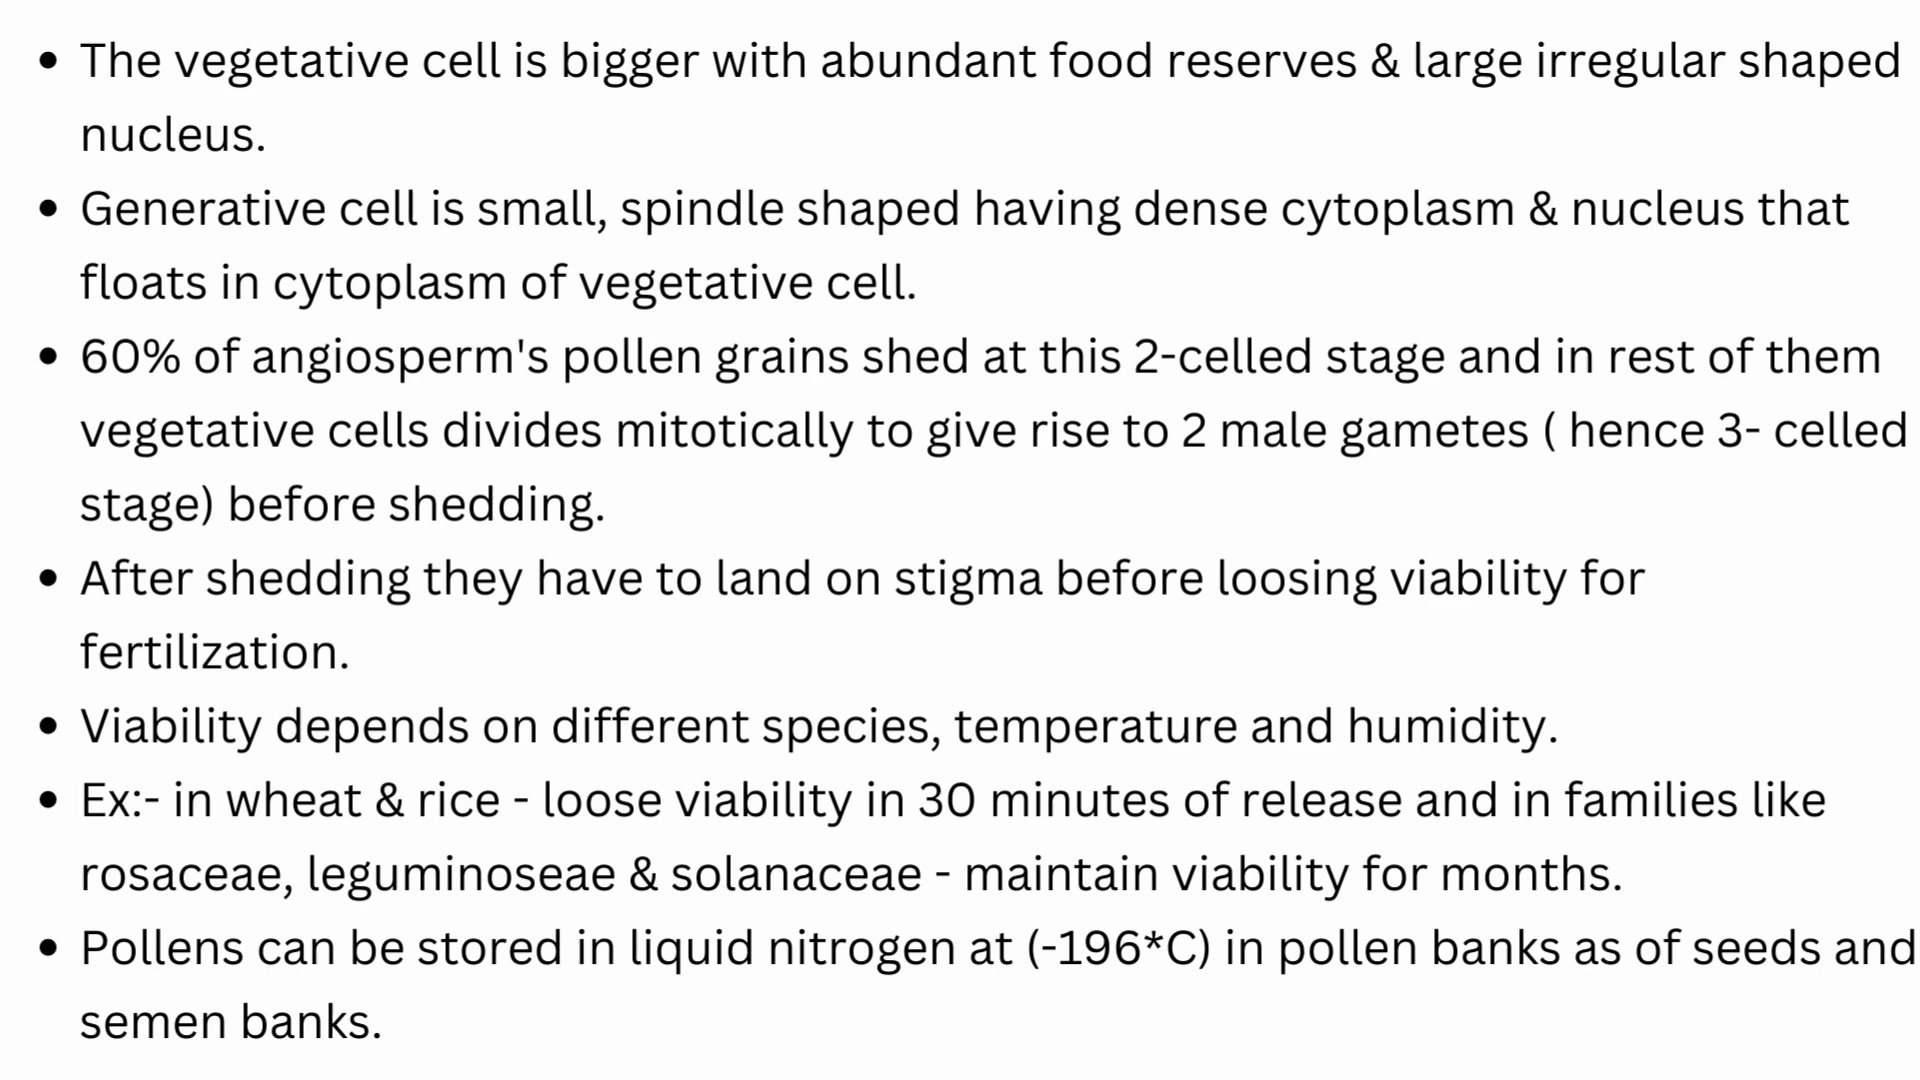 • The vegetative cell is bigger with abundant food reserves & large irregular shaped
nucleus.
• Generative cell is small, spindle shaped having dense cytoplasm & nucleus that
floats in cytoplasm of vegetative cell.
• 60% of angiosperm's pollen grains shed at this 2-celled stage and in rest of them
vegetative cells divides mitotically to give rise to 2 male gametes ( hence 3- celled
stage) before shedding.
• After shedding they have to land on stigma before loosing viability for
fertilization.
• Viability depends on different species, temperature and humidity.
• Ex:- in wheat & rice - loose viability in 30 minutes of release and in families like
rosaceae, leguminoseae & solanaceae - maintain viability for months.
• Pollens can be stored in liquid nitrogen at (-196*C) in pollen banks as of seeds and
semen banks.